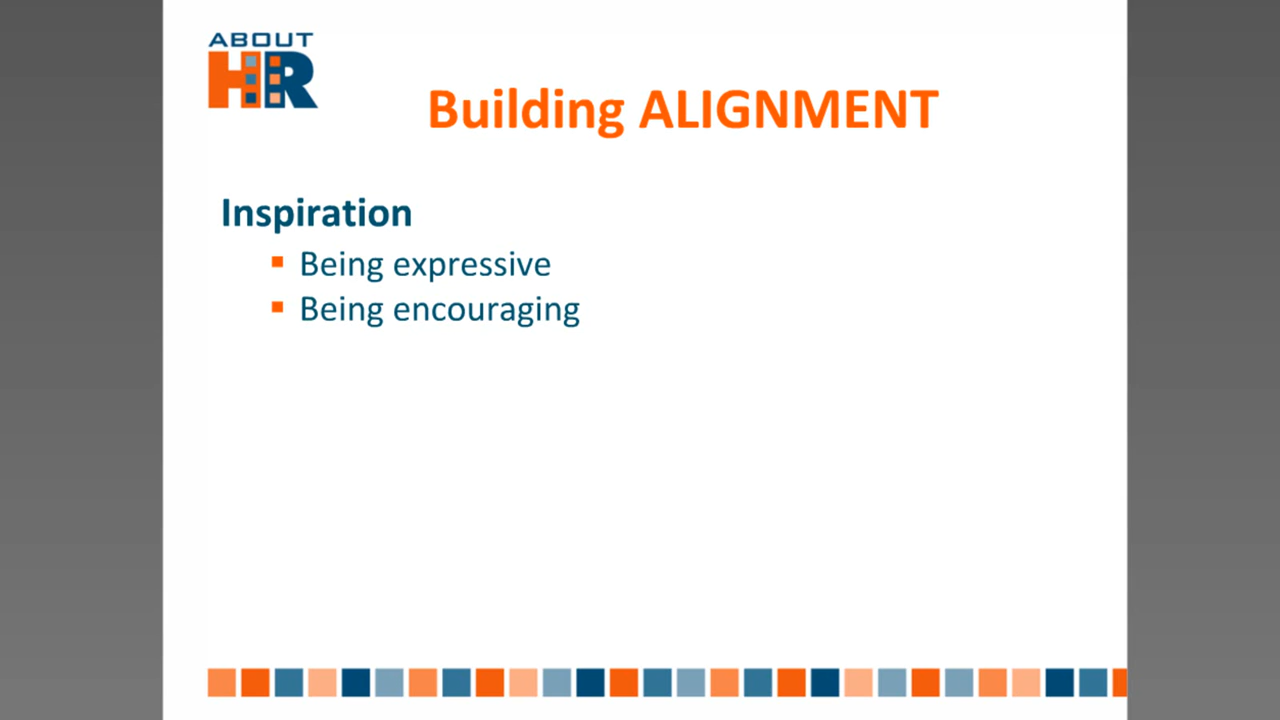 ABOUT
HR
Building ALIGNMENT
Inspiration
Being expressive
Being encouraging